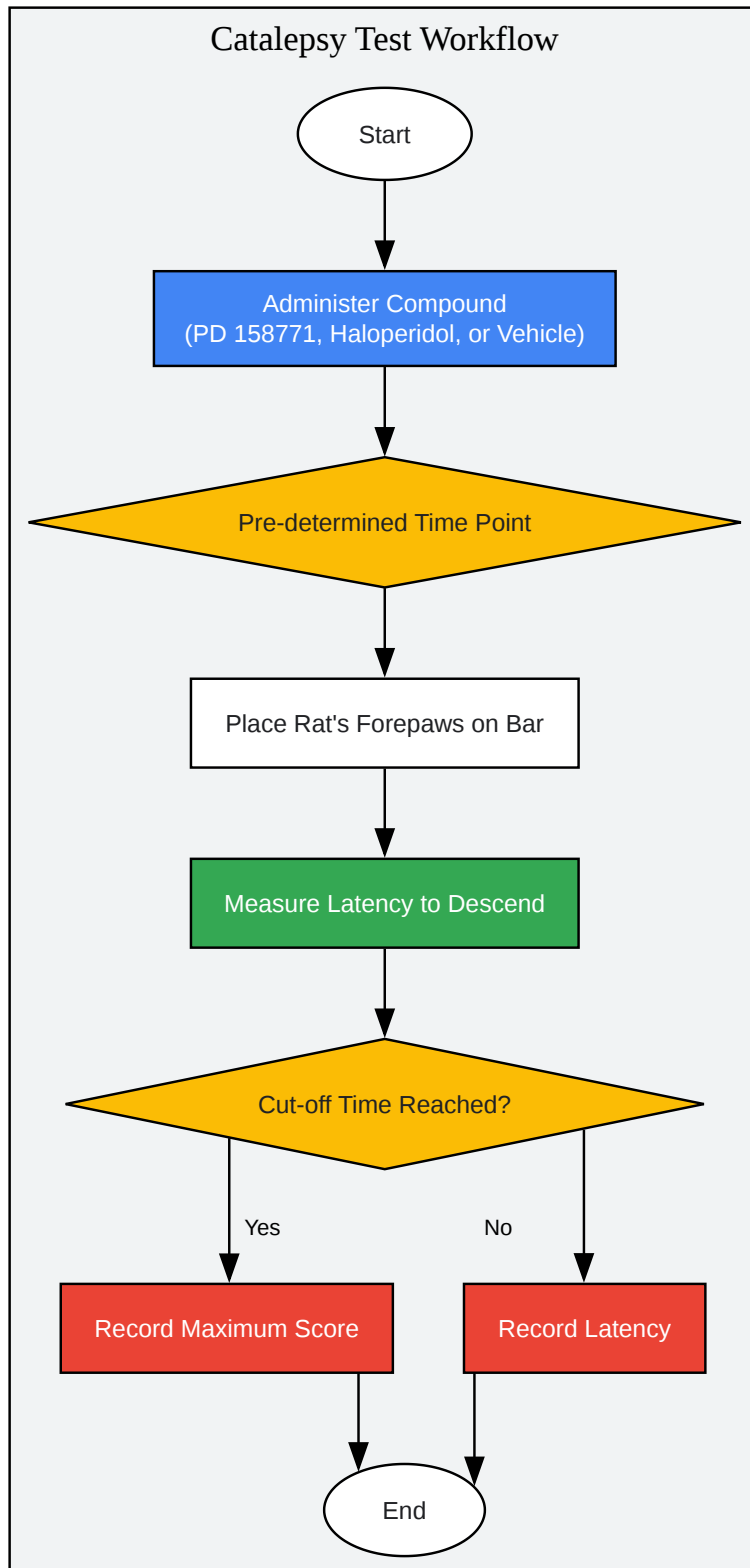 Catalepsy Test Workflow
Start
Administer Compound
(PD 158771, Haloperidol, or Vehicle)
Pre-determined Time Point
Place Rat's Forepaws on Bar
Measure Latency to Descend
Cut-off Time Reached?
Yes
No
Record Maximum Score
Record Latency
End